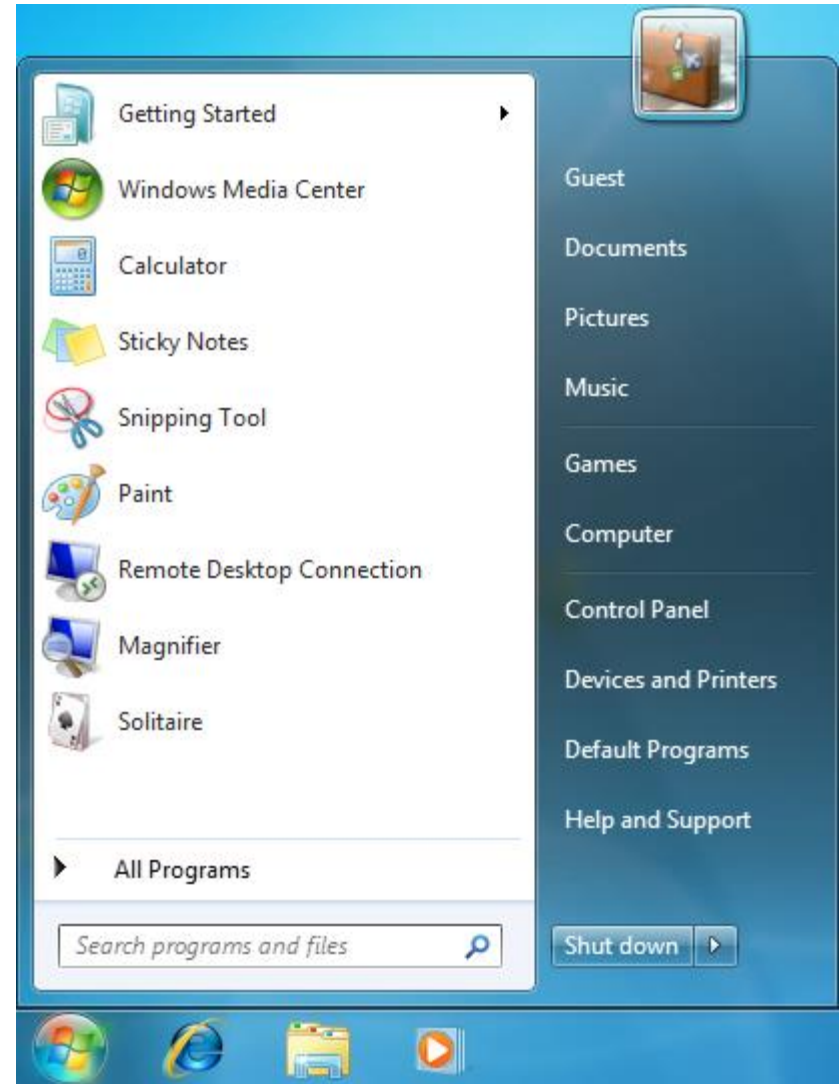 Getting Started
Windows Media Center
Calculator
Sticky Notes
Snipping Tool
Paint
Remote Desktop Connection
Magnifier
Solitaire
All Programs
Search programs and files
Guest
Documents
Pictures
Music
Games
Computer
Control Panel
Devices and Printers
Default Programs
Help and Support
Shut down